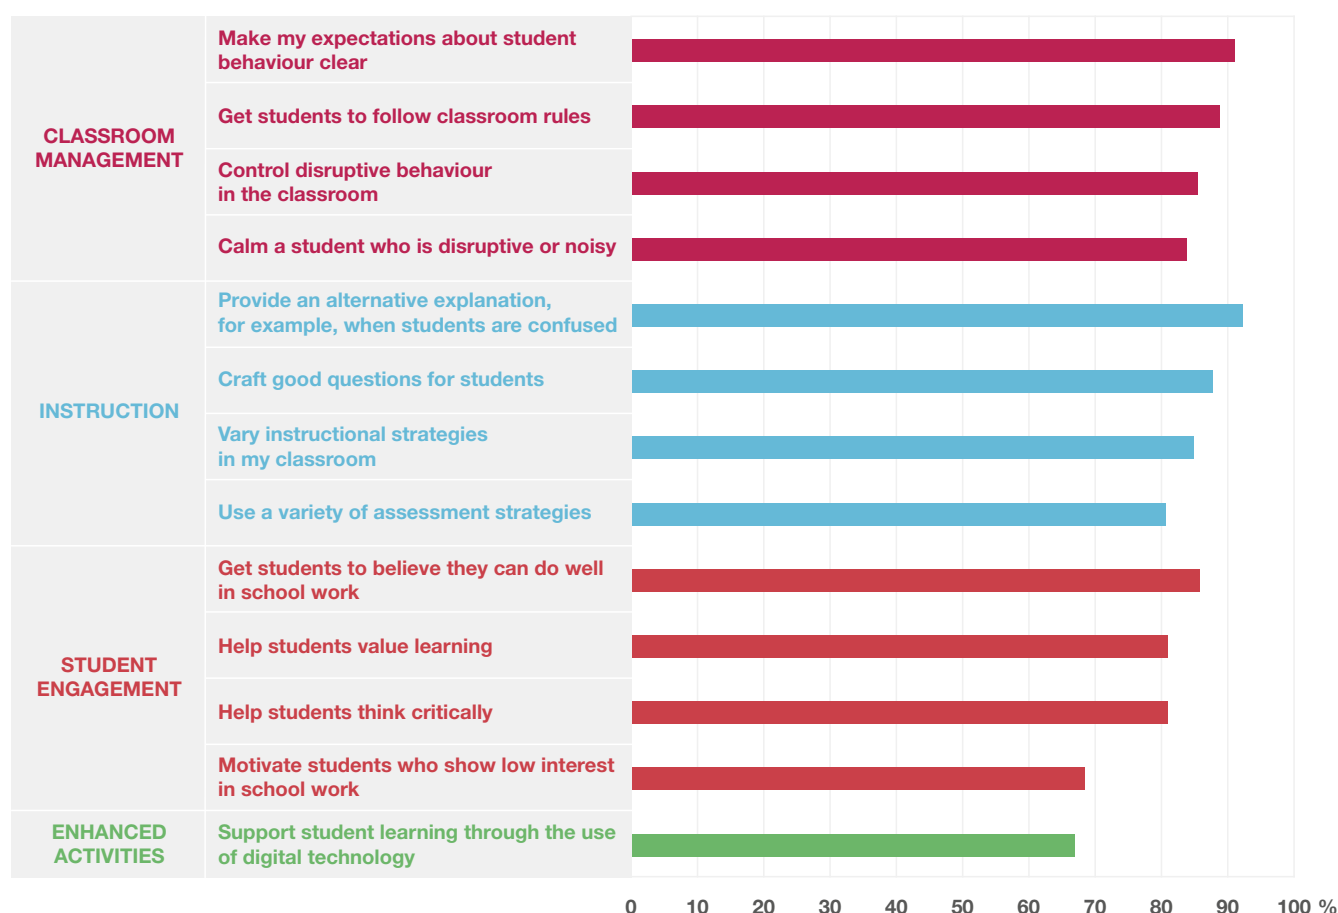 CLASSROOM
MANAGEMENT
Make my expectations about student
behaviour clear
Get students to follow classroom rules
Control disruptive behaviour
in the classroom
Calm a student who is disruptive or noisy
INSTRUCTION
Provide an alternative explanation,
for example, when students are confused
Craft good questions for students
Vary instructional strategies
in my classroom
Use a variety of assessment strategies
STUDENT
ENGAGEMENT
Get students to believe they can do well
in school work
Help students value learning
Help students think critically
Motivate students who show low interest
in school work
ENHANCED
ACTIVITIES
Support student learning through the use
of digital technology
0 10 20 30 40 50 60 70 80 90 100 %